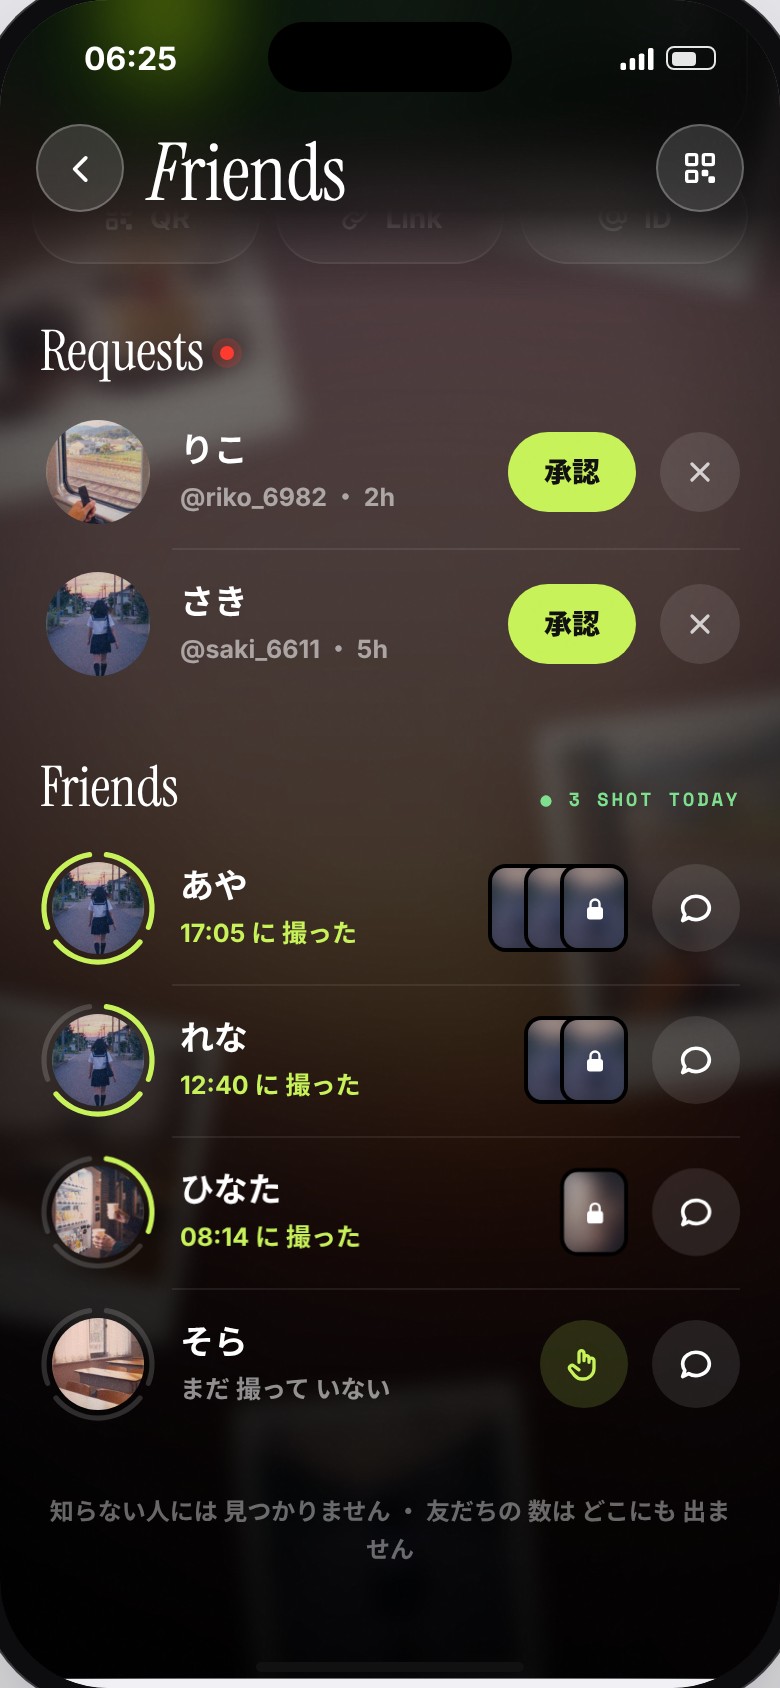 06:25
Friends
QR
Link
@ ID
Requests
りこ
@riko_6982 • 2h
承認
さき
@saki_6611 • 5h
承認
Friends
3 SHOT TODAY
あや
17:05 に 撮った
れな
12:40 に 撮った
ひなた
08:14 に 撮った
そら
まだ 撮って いない
知らない人には 見つかりません ・ 友だちの 数は どこにも 出ま
せん